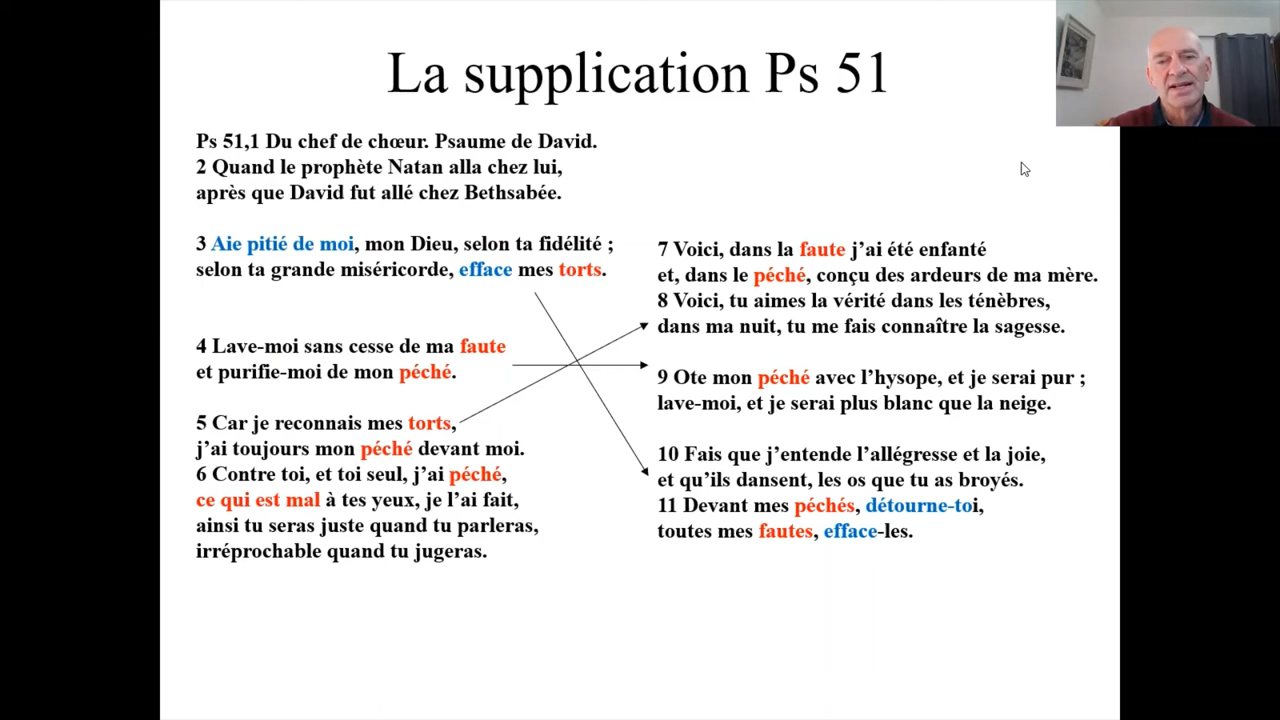 La supplication Ps 51
Ps 51,1 Du chef de chœur. Psaume de David.
2 Quand le prophète Natan alla chez lui,
après que David fut allé chez Bethsabée.
3 Aie pitié de moi, mon Dieu, selon ta fidélité ;
selon ta grande miséricorde, efface mes torts.
4 Lave-moi sans cesse de ma faute
et purifie-moi de mon péché.
5 Car je reconnais mes torts,
j’ai toujours mon péché devant moi.
6 Contre toi, et toi seul, j’ai péché,
ce qui est mal à tes yeux, je l’ai fait,
ainsi tu seras juste quand tu parleras,
irréprochable quand tu jugeras.
7 Voici, dans la faute j’ai été enfanté
et, dans le péché, conçu des ardeurs de ma mère.
8 Voici, tu aimes la vérité dans les ténèbres,
dans ma nuit, tu me fais connaître la sagesse.
9 Ote mon péché avec l’hysope, et je serai pur ;
lave-moi, et je serai plus blanc que la neige.
10 Fais que j’entende l’allégresse et la joie,
et qu’ils dansent, les os que tu as broyés.
11 Devant mes péchés, détourne-toi,
toutes mes fautes, efface-les.